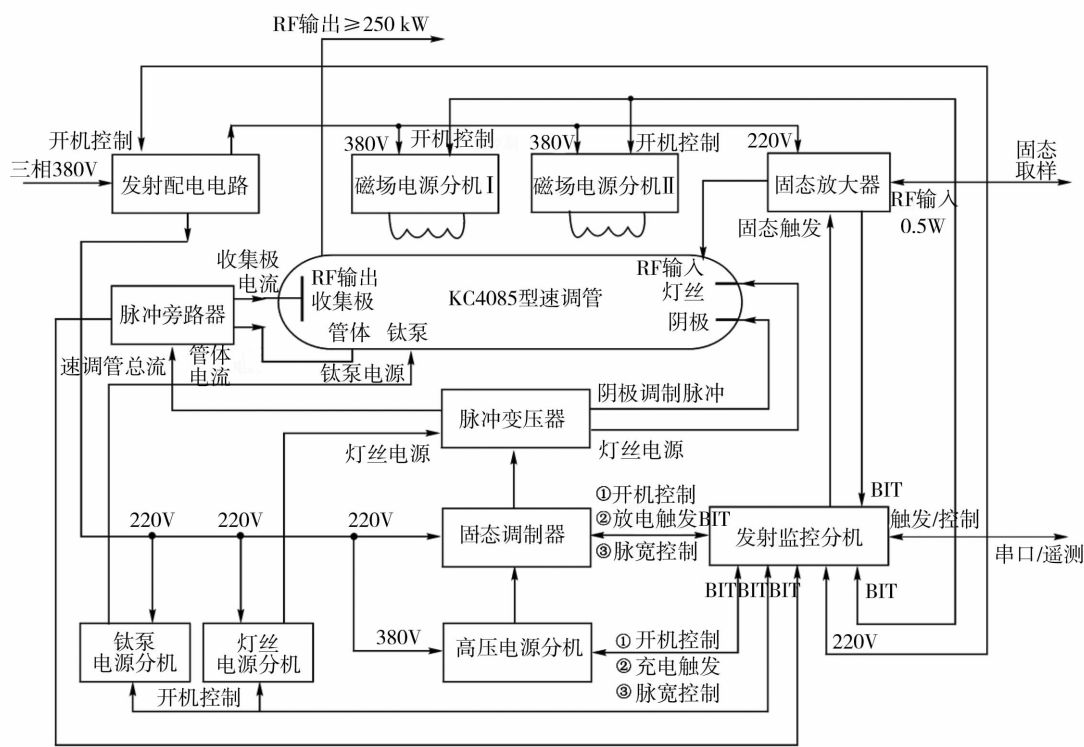 RF输出≥250 kW
开机控制
三相380V
发射配电电路
380V
开机控制
磁场电源分机Ⅰ
380V
开机控制
磁场电源分机Ⅱ
220V
固态放大器
固态
取样
RF输入
0.5W
固态触发
收集极
电流
RF输出
收集极
KC4085型速调管
RF输入
灯丝
阴极
管体
钛泵
脉冲旁路器
速调管总流
管体
电流
钛泵电源
脉冲变压器
阴极调制脉冲
灯丝电源
灯丝电源
220V
220V
220V
固态调制器
①开机控制
②放电触发BIT
③脉宽控制
BIT
发射监控分机
触发/控制
串口/遥测
BIT
BIT
BIT
BIT
220V
钛泵
电源分机
灯丝
电源分机
380V
高压电源分机
①开机控制
②充电触发
③脉宽控制
开机控制